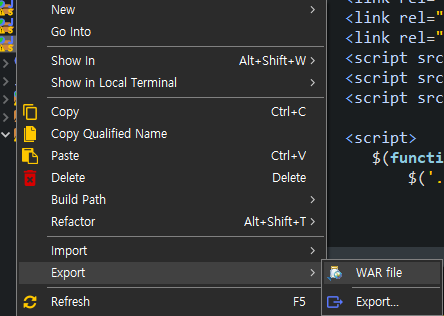 New
Go Into
Show In Alt+Shift+W
Show in Local Terminal
Copy Ctrl+C
Copy Qualified Name
Paste Ctrl+V
Delete Delete
Build Path
Refactor Alt+Shift+T
Import
Export
Refresh F5
WAR file
Export...
<link rel="
<link rel="
<link rel="
<script src
<script src
<script src
<script>
$(functi
$('.